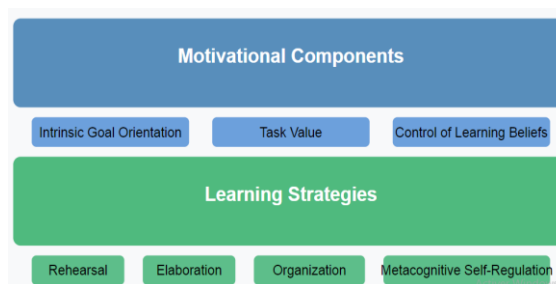 Motivational Components
Intrinsic Goal Orientation Task Value Control of Learning Beliefs
Learning Strategies
Rehearsal Elaboration Organization Metacognitive Self-Regulation